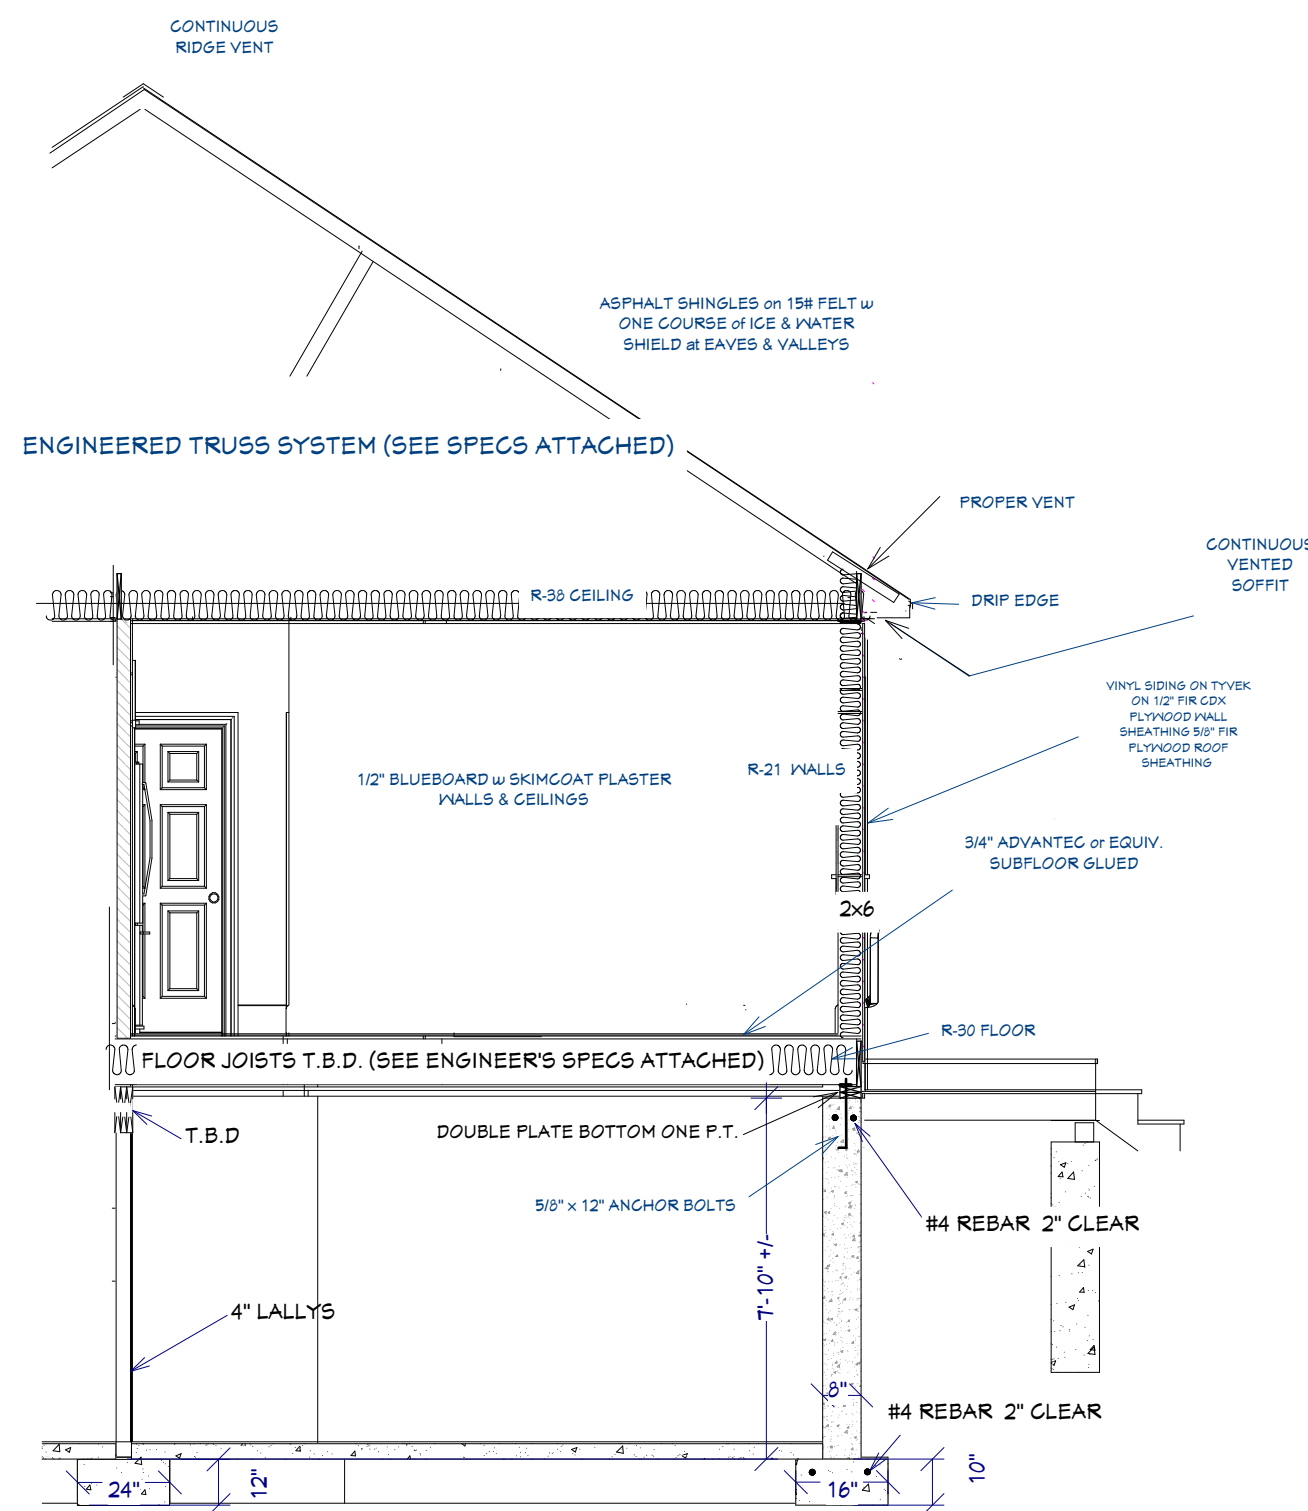 CONTINUOUS
RIDGE VENT
ASPHALT SHINGLES on 15# FELT w
ONE COURSE of ICE & WATER
SHIELD at EAVES & VALLEYS
ENGINEERED TRUSS SYSTEM (SEE SPECS ATTACHED)
PROPER VENT
CONTINUOUS
VENTED
SOFFIT
R-38 CEILING
DRIP EDGE
VINYL SIDING ON TYVEK
ON 1/2" FIR CDX
PLYWOOD WALL
SHEATHING 5/8" FIR
PLYWOOD ROOF
SHEATHING
1/2" BLUEBOARD w SKIMCOAT PLASTER
WALLS & CEILINGS
R-21 WALLS
3/4" ADVANTEC or EQUIV.
SUBFLOOR GLUED
2x6
R-30 FLOOR
FLOOR JOISTS T.B.D. (SEE ENGINEER'S SPECS ATTACHED)
T.B.D
DOUBLE PLATE BOTTOM ONE P.T.
5/8" x 12" ANCHOR BOLTS
#4 REBAR 2" CLEAR
7'-10" +/-
4" LALLYS
8"
#4 REBAR 2" CLEAR
24"
12"
16"
10"